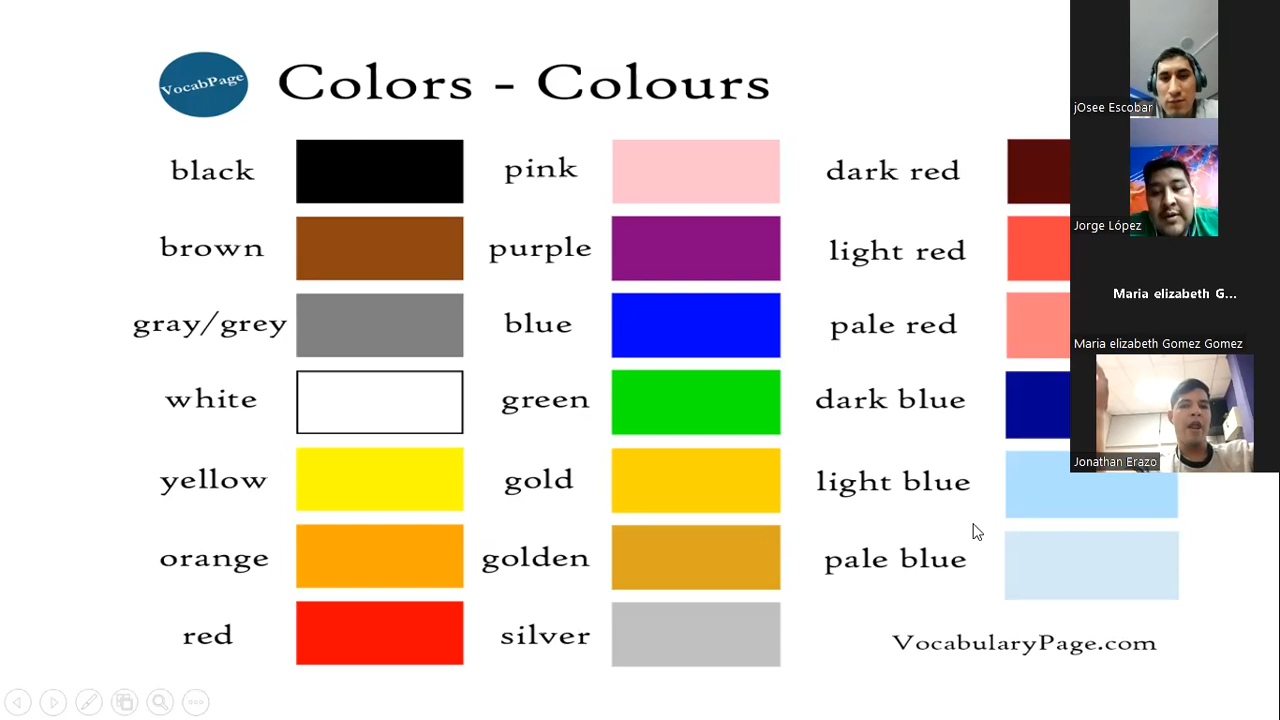 VocabPage
Colors - Colours
black
brown
gray/grey
white
yellow
orange
red
pink
purple
blue
green
gold
golden
silver
dark red
light red
pale red
dark blue
light blue
pale blue
VocabularyPage.com
jOsee Escobar
Jorge López
Maria elizabeth G...
Maria elizabeth Gomez Gomez
Jonathan Erazo